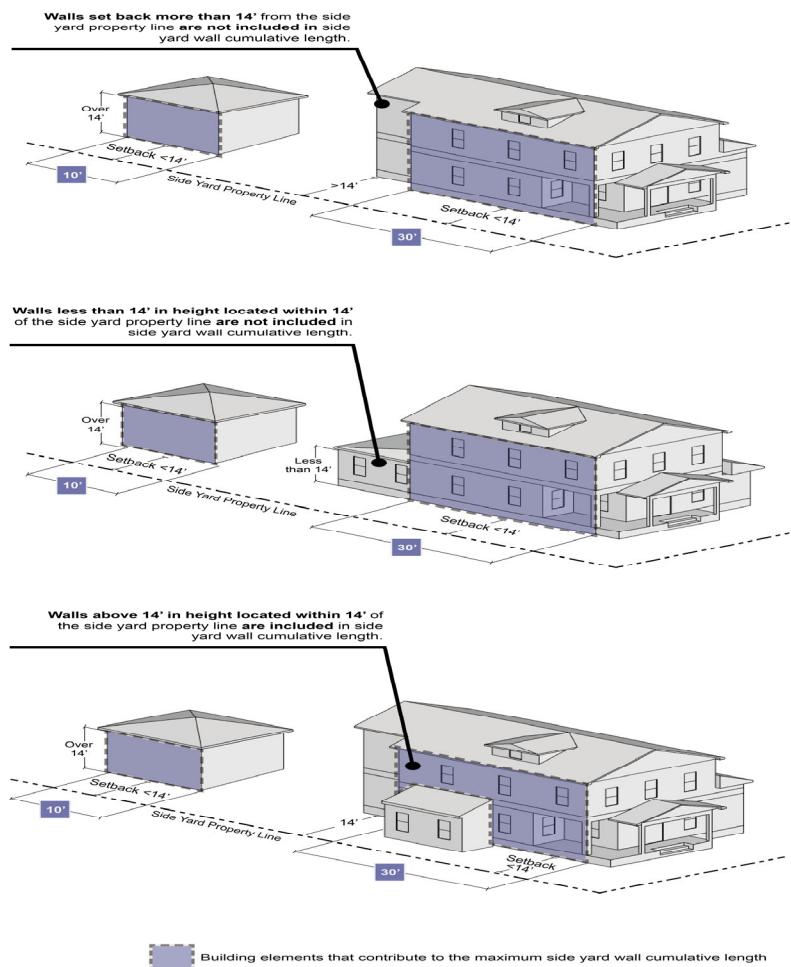 Walls set back more than 14' from the side
yard property line are not included in side
yard wall cumulative length.
Over
14'
Setback <14'
10'
Side Yard Property Line
>14'
Setback <14'
30'
Walls less than 14' in height located within 14'
of the side yard property line are not included in
side yard wall cumulative length.
Over
14'
Less
than 14'
Setback <14'
10'
Side Yard Property Line
Setback <14'
30'
Walls above 14' in height located within 14' of
the side yard property line are included in side
yard wall cumulative length.
Over
14'
Setback <14'
10'
Side Yard Property Line
14'
Setback
<14'
30'
Building elements that contribute to the maximum side yard wall cumulative length